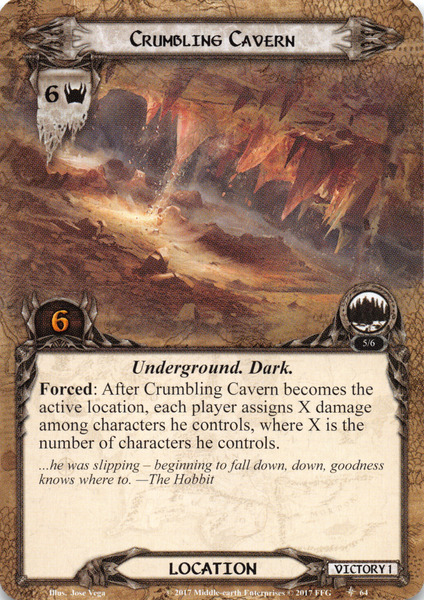 Crumbling Cavern
6
6
5/6
Underground. Dark.
Forced: After Crumbling Cavern becomes the
active location, each player assigns X damage
among characters he controls, where X is the
number of characters he controls.
...he was slipping – beginning to fall down, down, goodness
knows where to. —The Hobbit
LOCATION
VICTORY 1
Illus. Jose Vega
© 2017 Middle-earth Enterprises © 2017 FFG
64